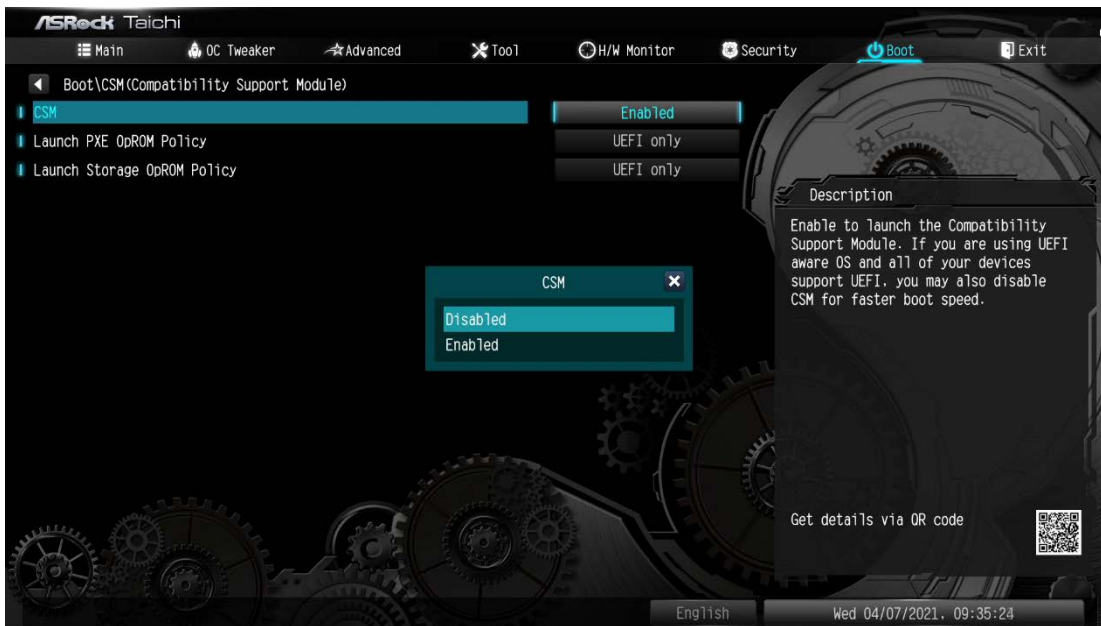 ASRock Taichi
Main OC Tweaker Advanced Tool H/W Monitor Security Boot Exit
Boot\CSM(Compatibility Support Module)
CSM Enabled
Launch PXE OpROM Policy UEFI only
Launch Storage OpROM Policy UEFI only
Description
Enable to launch the Compatibility
Support Module. If you are using UEFI
aware OS and all of your devices
support UEFI, you may also disable
CSM for faster boot speed.
CSM
Disabled
Enabled
Get details via QR code
English Wed 04/07/2021, 09:35:24